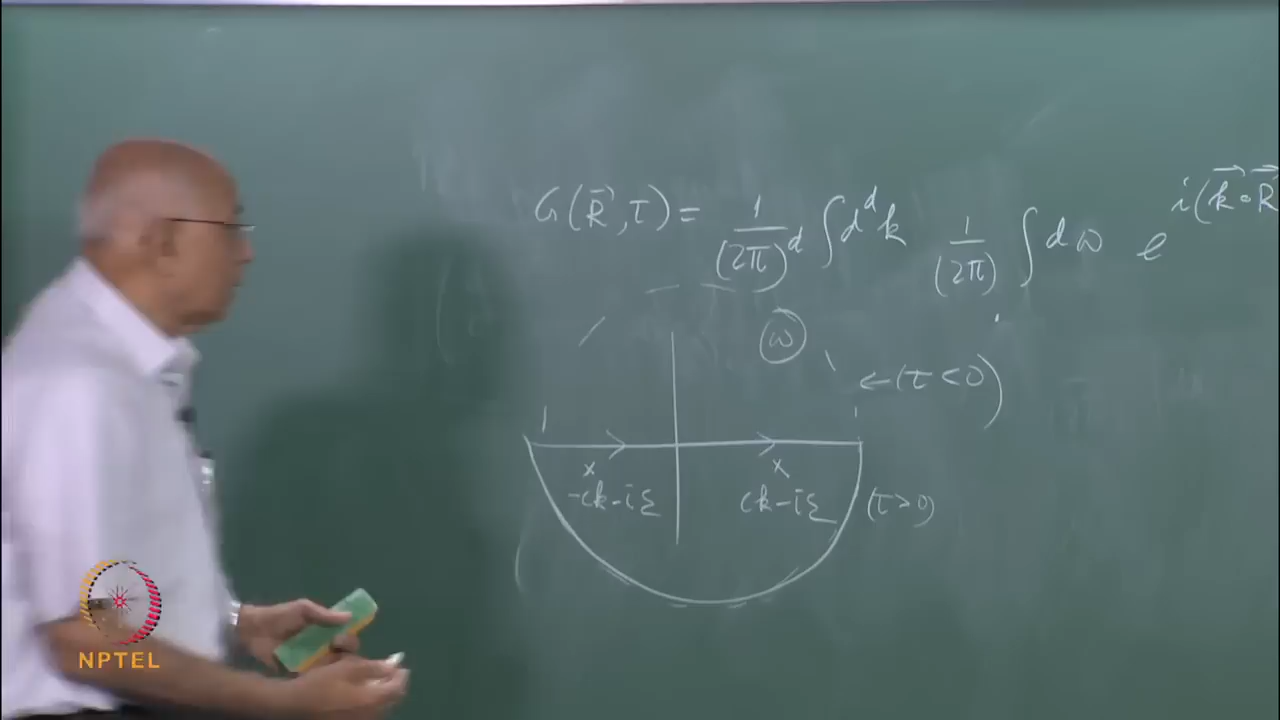 G(R⃗,τ) = 1/(2π)^d ∫d^d k 1/(2π) ∫dω e^i(k⃗·R⃗
ω
←(τ<0)
-ck-iε
ck-iε
(τ>0)
NPTEL